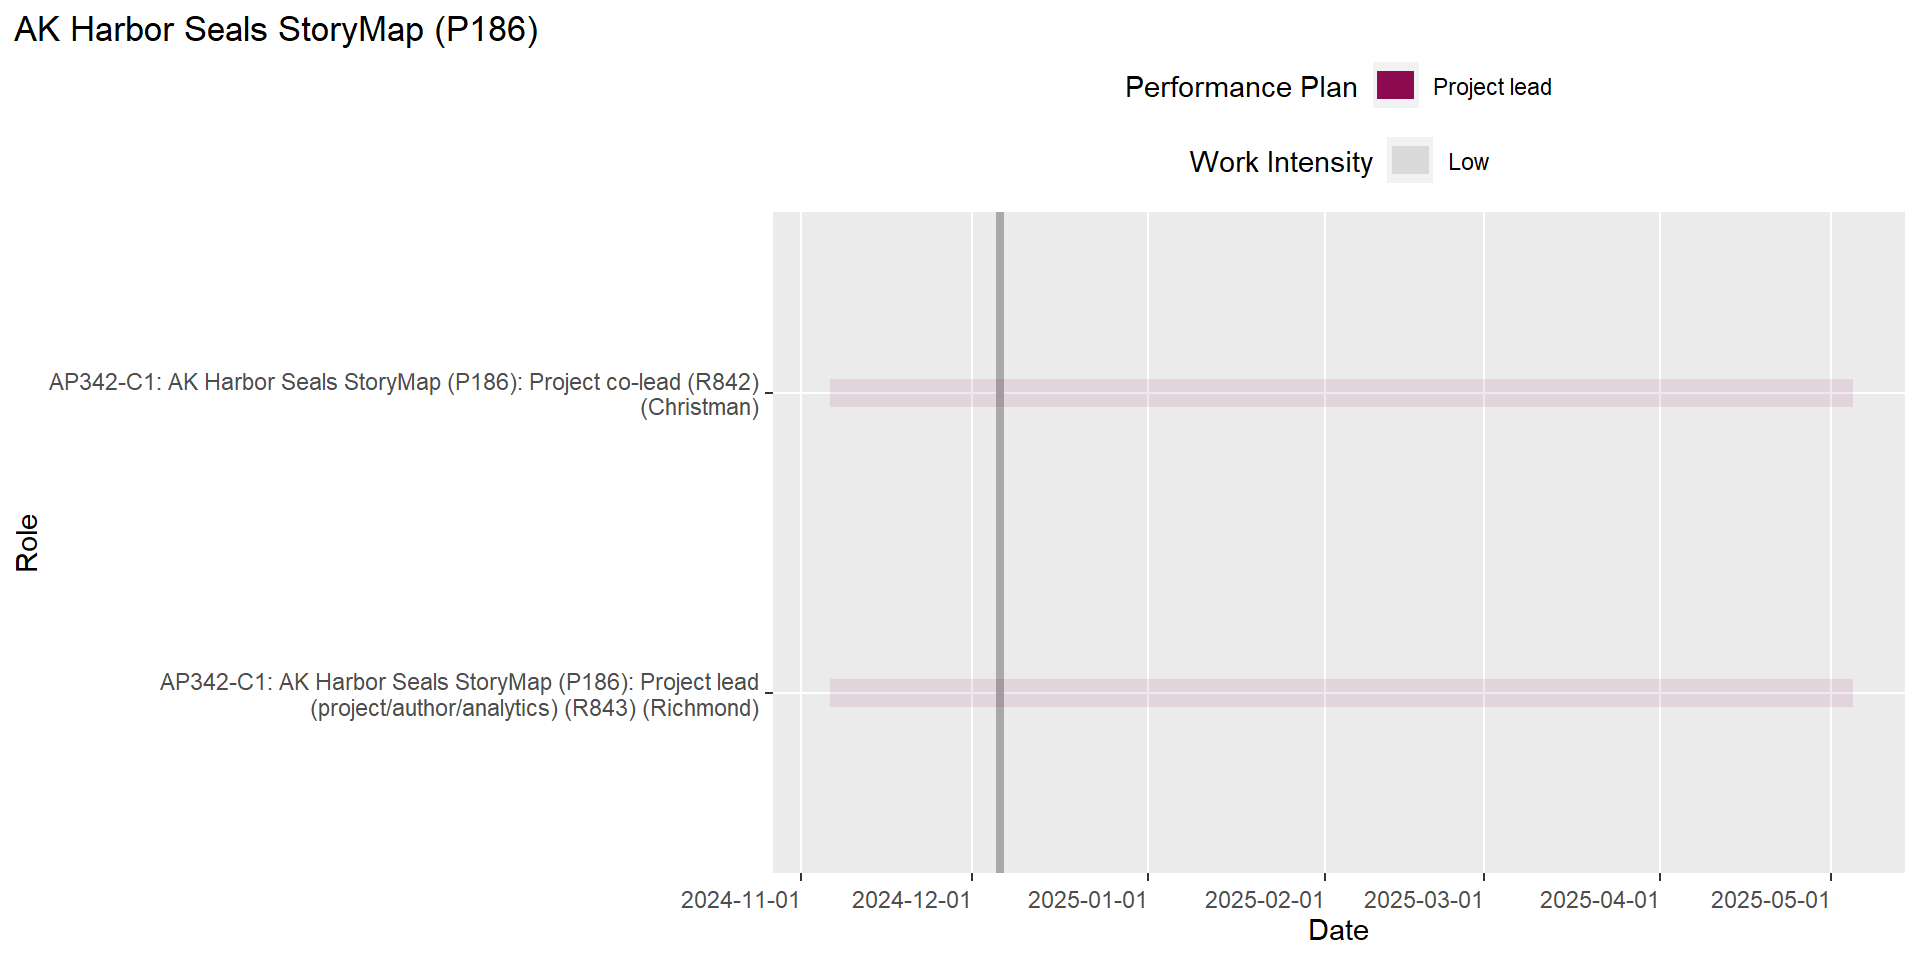 AK Harbor Seals StoryMap (P186)
Performance Plan
Project lead
Work Intensity
Low
Role
AP342-C1: AK Harbor Seals StoryMap (P186): Project co-lead (R842)
(Christman)
AP342-C1: AK Harbor Seals StoryMap (P186): Project lead
(project/author/analytics) (R843) (Richmond)
2024-11-01
2024-12-01
2025-01-01
2025-02-01
2025-03-01
2025-04-01
2025-05-01
Date